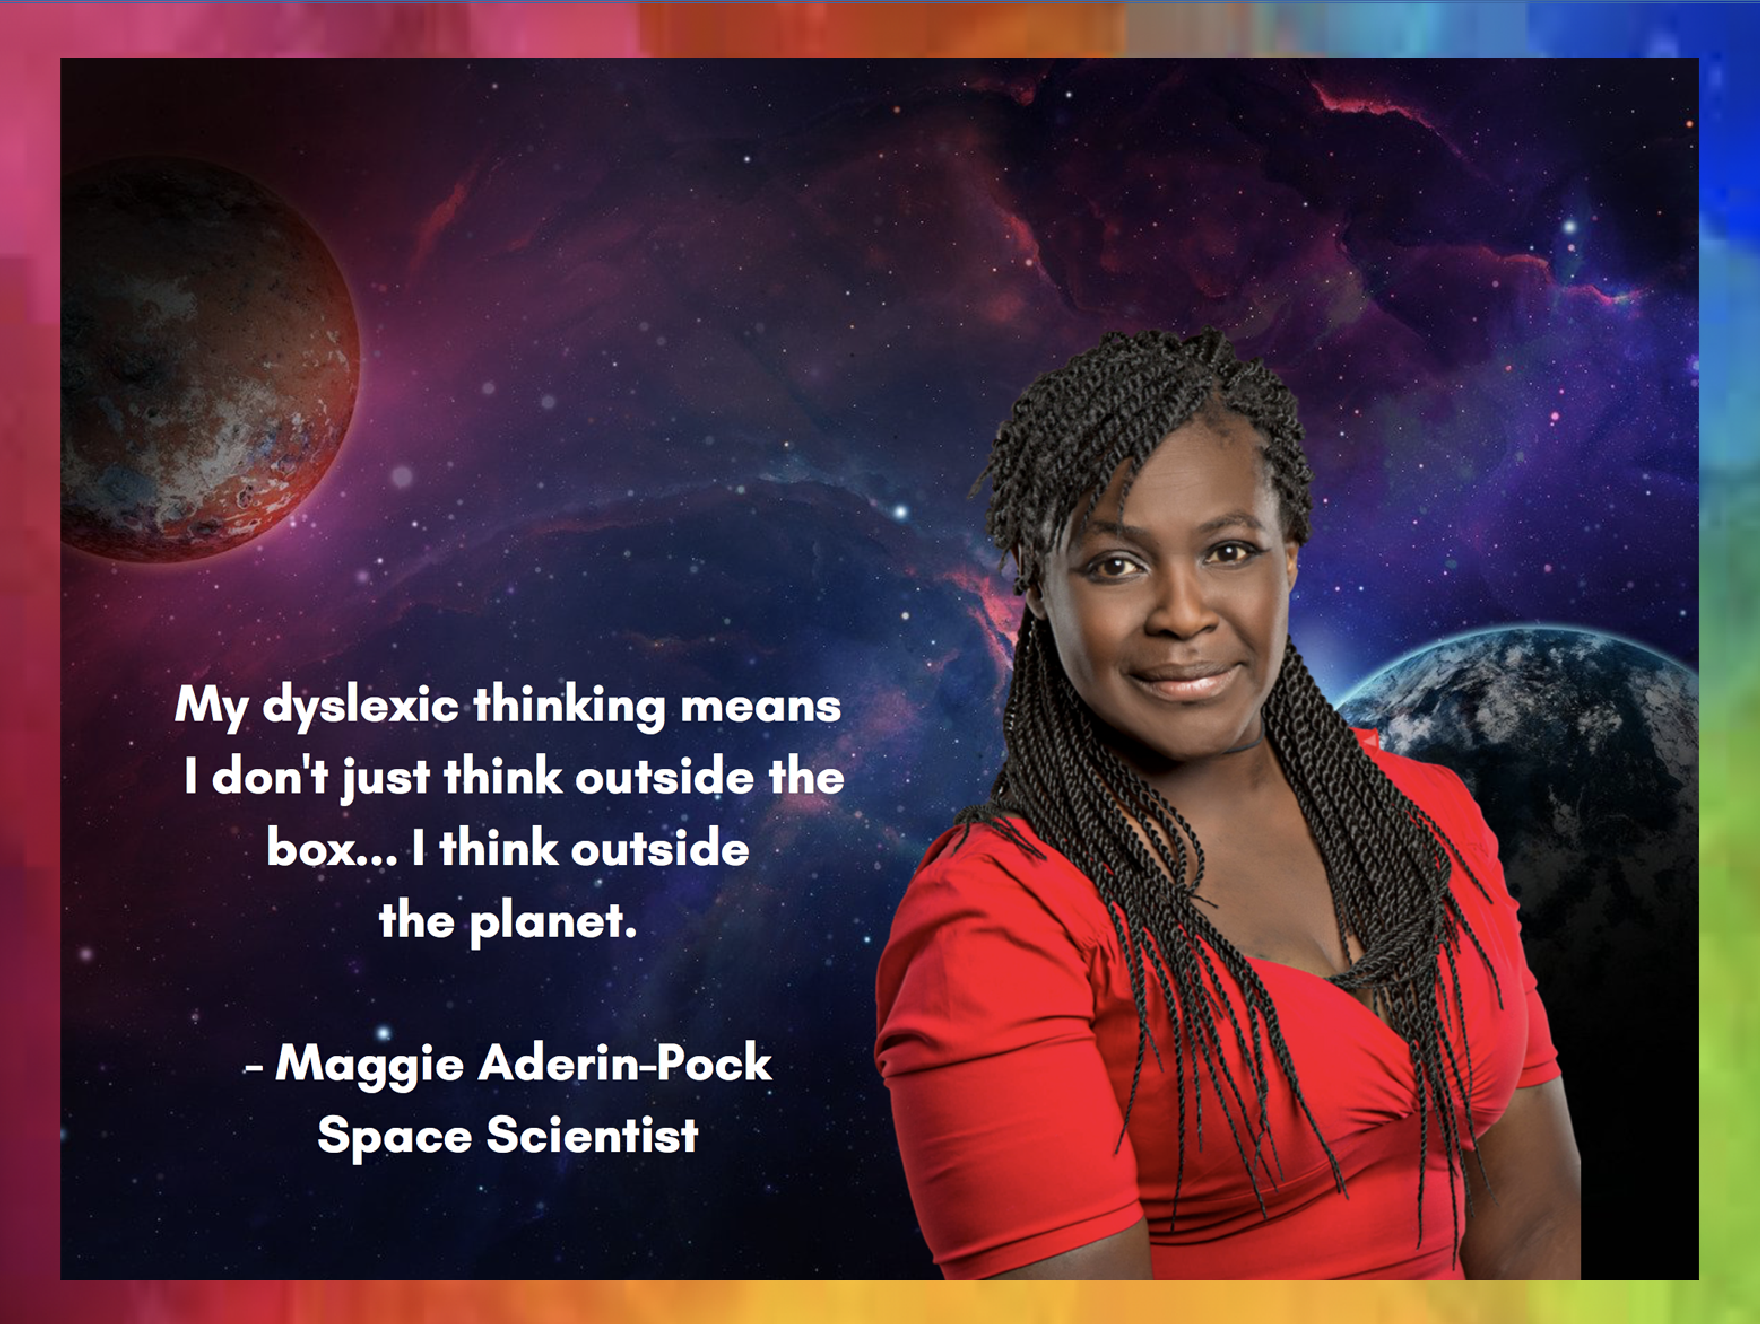 My dyslexic thinking means
I don't just think outside the
box... I think outside
the planet.
- Maggie Aderin-Pock
Space Scientist